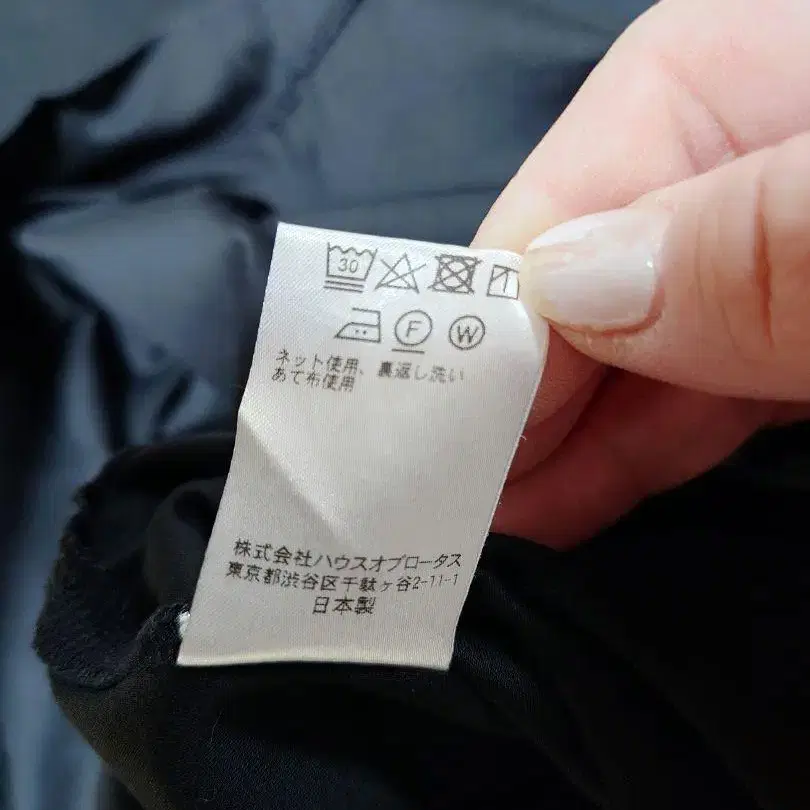 30
F W
ネット使用、裏返し洗い
あて布使用
株式会社ハウスオブロータス
東京都渋谷区千駄ヶ谷2-11-1
日本製